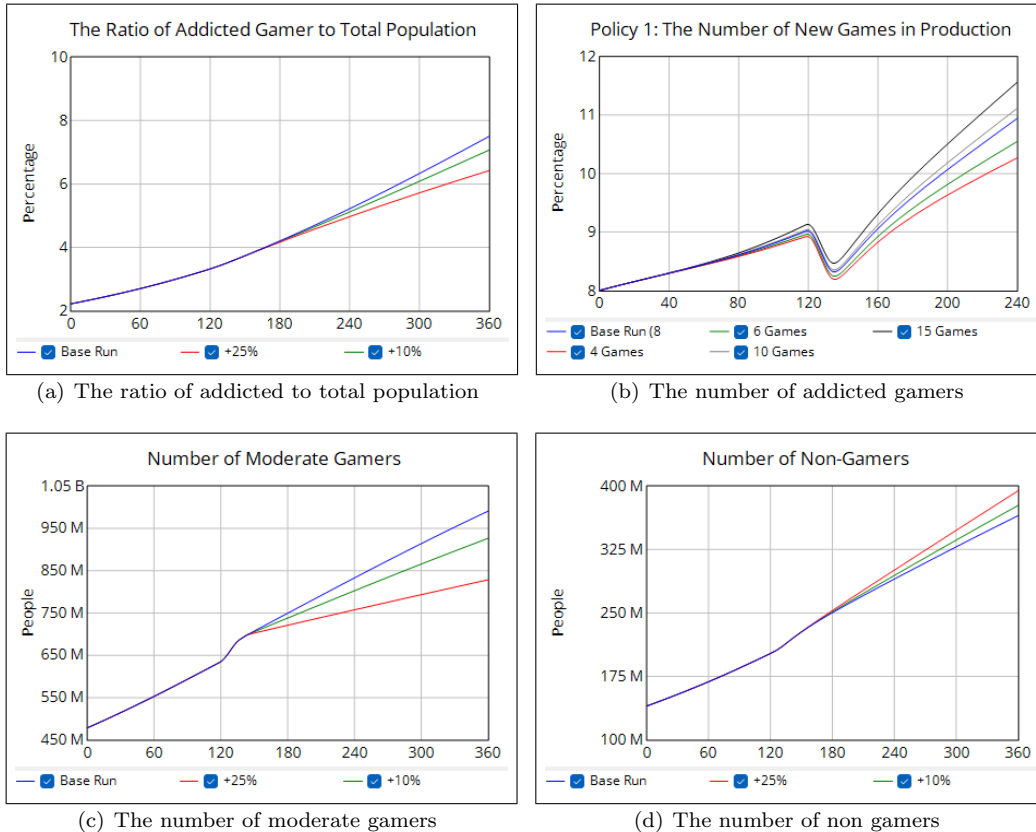 The Ratio of Addicted Gamer to Total Population
Percentage
10
8
6
4
2
0 60 120 180 240 300 360
Base Run +25% +10%
(a) The ratio of addicted to total population
Policy 1: The Number of New Games in Production
Percentage
12
11
10
9
8
0 40 80 120 160 200 240
Base Run (8 6 Games 15 Games
4 Games 10 Games
(b) The number of addicted gamers
Number of Moderate Gamers
People
1.05 B
950 M
850 M
750 M
650 M
550 M
450 M
0 60 120 180 240 300 360
Base Run +25% +10%
(c) The number of moderate gamers
Number of Non-Gamers
People
400 M
325 M
250 M
175 M
100 M
0 60 120 180 240 300 360
Base Run +25% +10%
(d) The number of non gamers